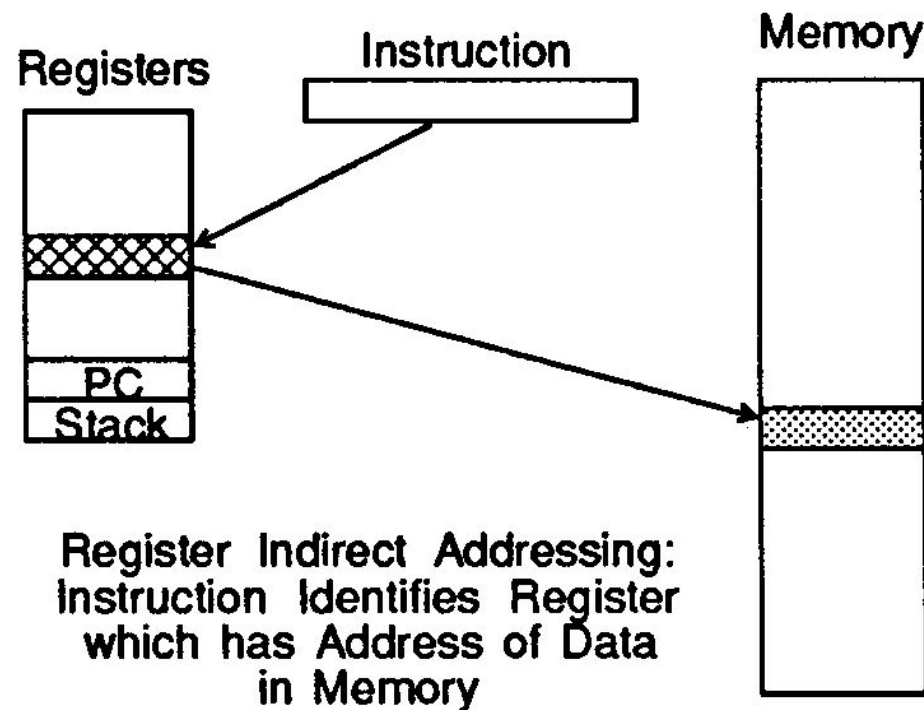 Registers
Instruction
Memory
PC
Stack
Register Indirect Addressing:
Instruction Identifies Register
which has Address of Data
in Memory